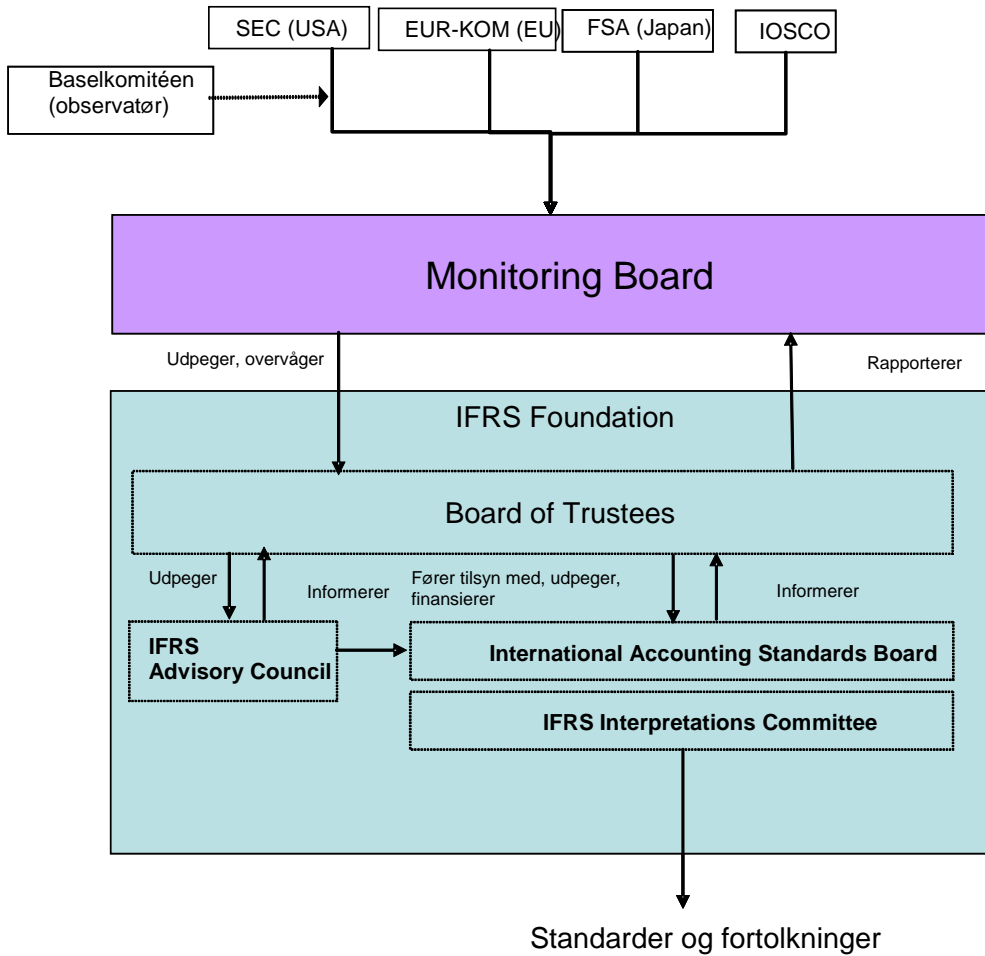 SEC (USA)
EUR-KOM (EU)
FSA (Japan)
IOSCO
Baselkomitéen
(observatør)
Monitoring Board
Udpeger, overvåger
Rapporterer
IFRS Foundation
Board of Trustees
Udpeger
Informerer
Fører tilsyn med, udpeger,
finansierer
Informerer
IFRS
Advisory Council
International Accounting Standards Board
IFRS Interpretations Committee
Standarder og fortolkninger